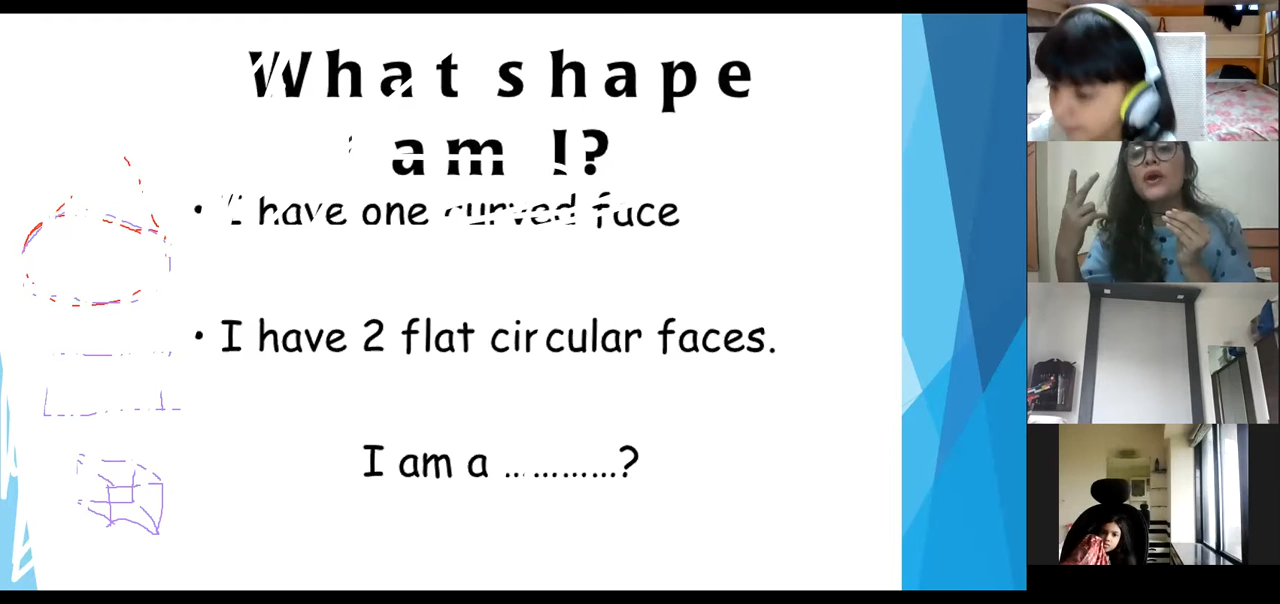 What shape
am I?
• I have one curved face
• I have 2 flat circular faces.
I am a ............?